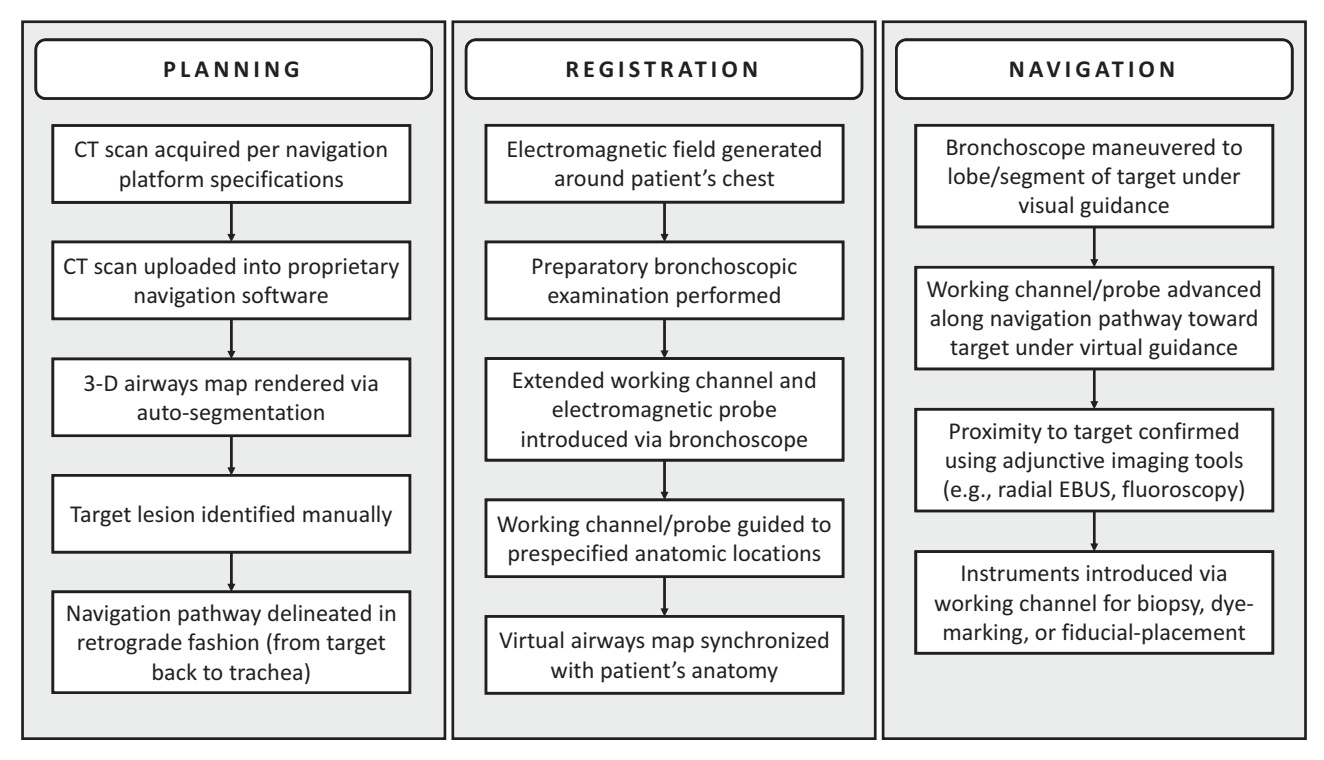 PLANNING
CT scan acquired per navigation
platform specifications
CT scan uploaded into proprietary
navigation software
3-D airways map rendered via
auto-segmentation
Target lesion identified manually
Navigation pathway delineated in
retrograde fashion (from target
back to trachea)
REGISTRATION
Electromagnetic field generated
around patient’s chest
Preparatory bronchoscopic
examination performed
Extended working channel and
electromagnetic probe
introduced via bronchoscope
Working channel/probe guided to
prespecified anatomic locations
Virtual airways map synchronized
with patient’s anatomy
NAVIGATION
Bronchoscope maneuvered to
lobe/segment of target under
visual guidance
Working channel/probe advanced
along navigation pathway toward
target under virtual guidance
Proximity to target confirmed
using adjunctive imaging tools
(e.g., radial EBUS, fluoroscopy)
Instruments introduced via
working channel for biopsy, dye-
marking, or fiducial-placement